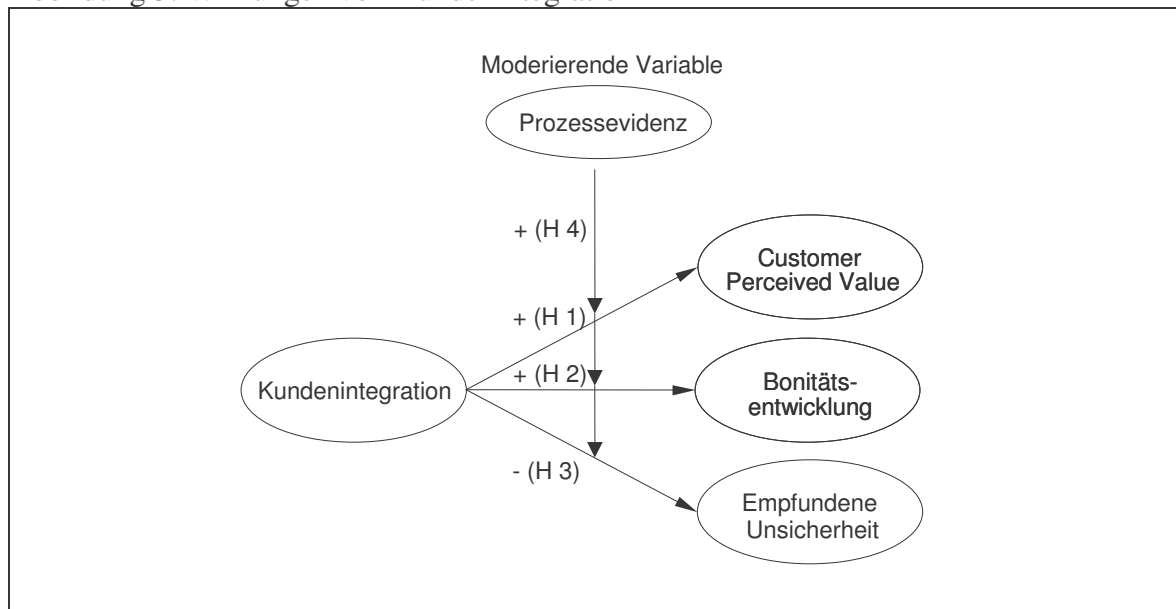 Moderierende Variable
Prozessevidenz
+ (H 4)
Customer
Perceived Value
+ (H 1)
+ (H 2)
Kundenintegration
Bonitäts-
entwicklung
- (H 3)
Empfundene
Unsicherheit